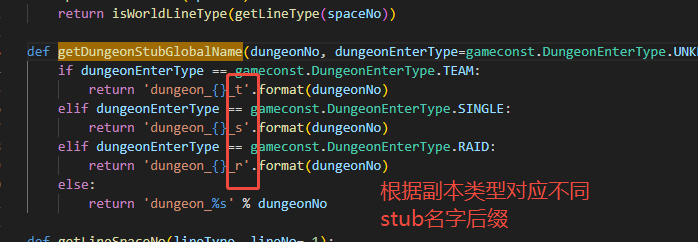 return isWorldLineType(getLineType(spaceNo))
def getDungeonStubGlobalName(dungeonNo, dungeonEnterType=gameconst.DungeonEnterType.UNK
if dungeonEnterType == gameconst.DungeonEnterType.TEAM:
return 'dungeon_{}_t'.format(dungeonNo)
elif dungeonEnterType == gameconst.DungeonEnterType.SINGLE:
return 'dungeon_{}_s'.format(dungeonNo)
elif dungeonEnterType == gameconst.DungeonEnterType.RAID:
return 'dungeon_{}_r'.format(dungeonNo)
else:
return 'dungeon_%s' % dungeonNo
根据副本类型对应不同
stub名字后缀
def getLineSpaceNo(lineType, lineNo=1):